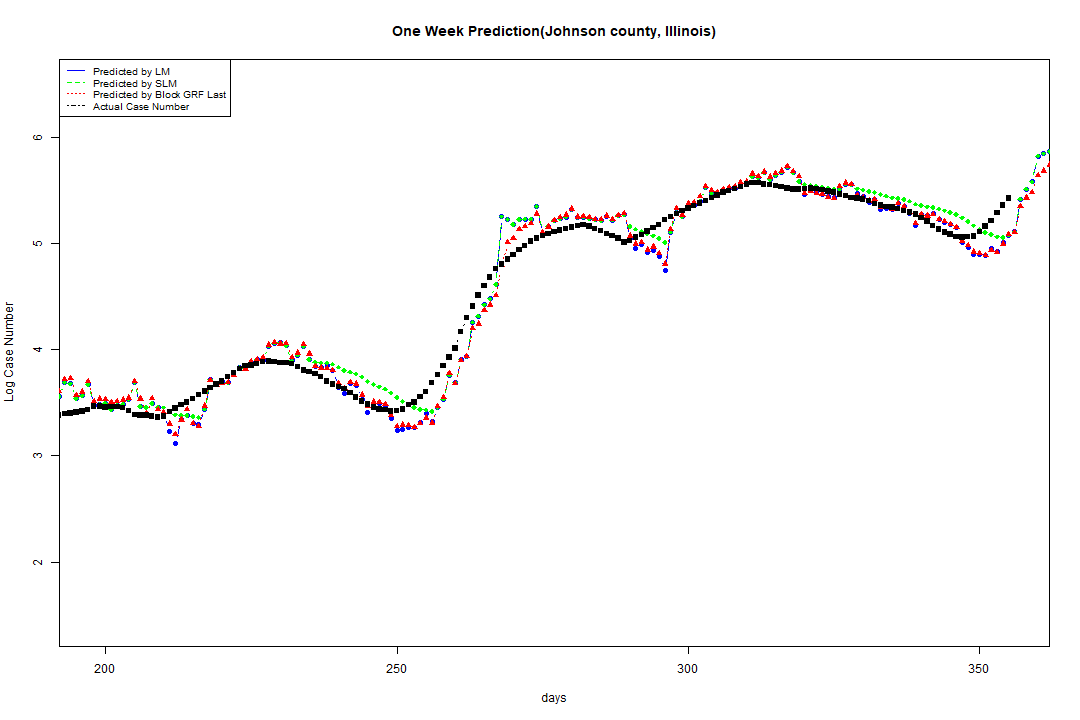 One Week Prediction(Johnson county, Illinois)
Predicted by LM
Predicted by SLM
Predicted by Block GRF Last
Actual Case Number
Log Case Number
6
5
4
3
2
200
250
300
350
days